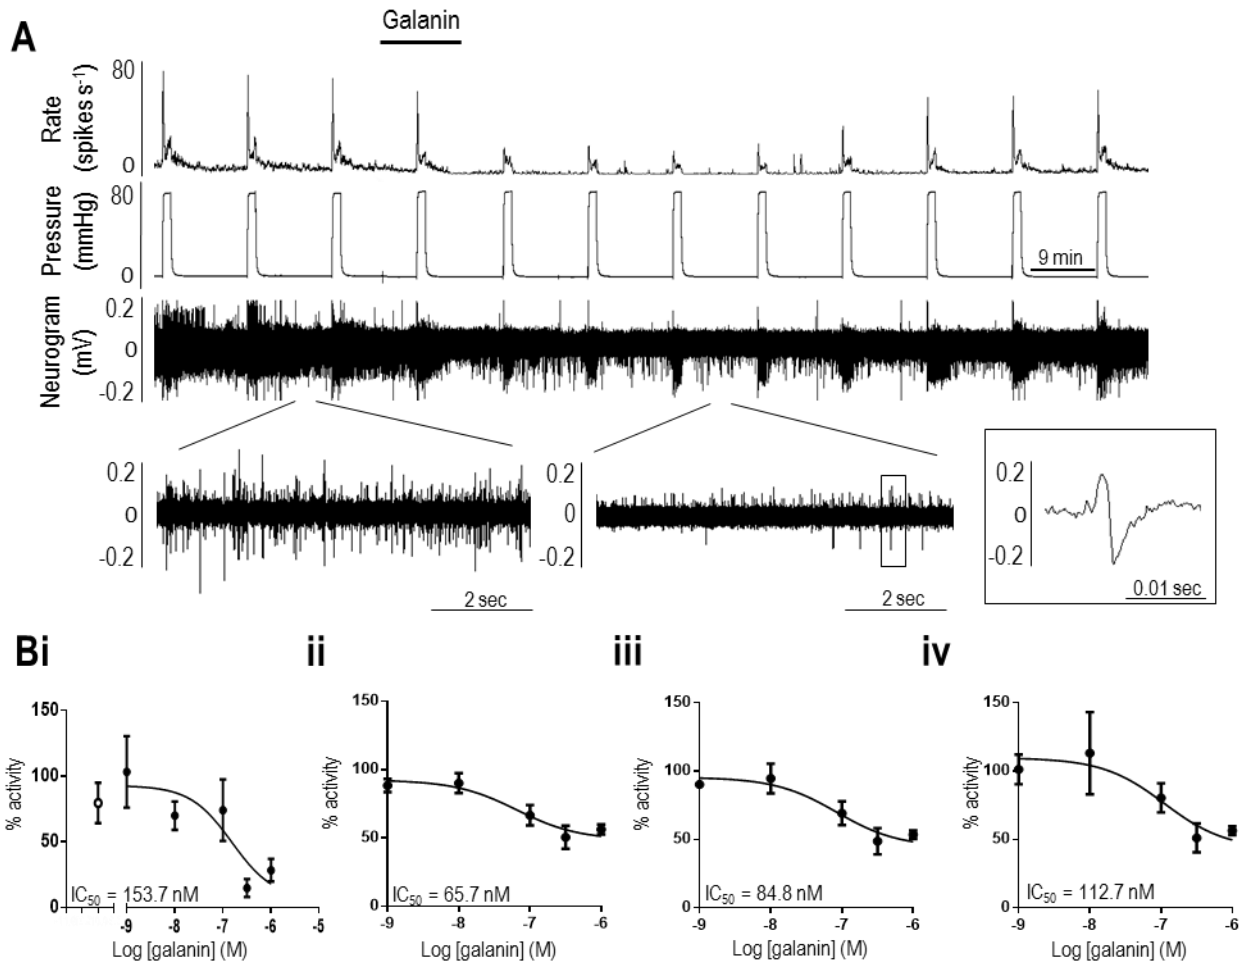 Galanin
A
Rate
(spikes s-1)
80
0
Pressure
(mmHg)
80
0
9 min
Neurogram
(mV)
0.2
0
-0.2
0.2
0
-0.2
2 sec
0.2
0
-0.2
2 sec
0.2
0
-0.2
0.01 sec
Bi
ii
iii
iv
% activity
150
100
50
0
IC50 = 153.7 nM
-9 -8 -7 -6 -5
Log [galanin] (M)
% activity
150
100
50
0
IC50 = 65.7 nM
-9 -8 -7 -6
Log [galanin] (M)
% activity
150
100
50
0
IC50 = 84.8 nM
-9 -8 -7 -6
Log [galanin] (M)
% activity
150
100
50
0
IC50 = 112.7 nM
-9 -8 -7 -6
Log [galanin] (M)